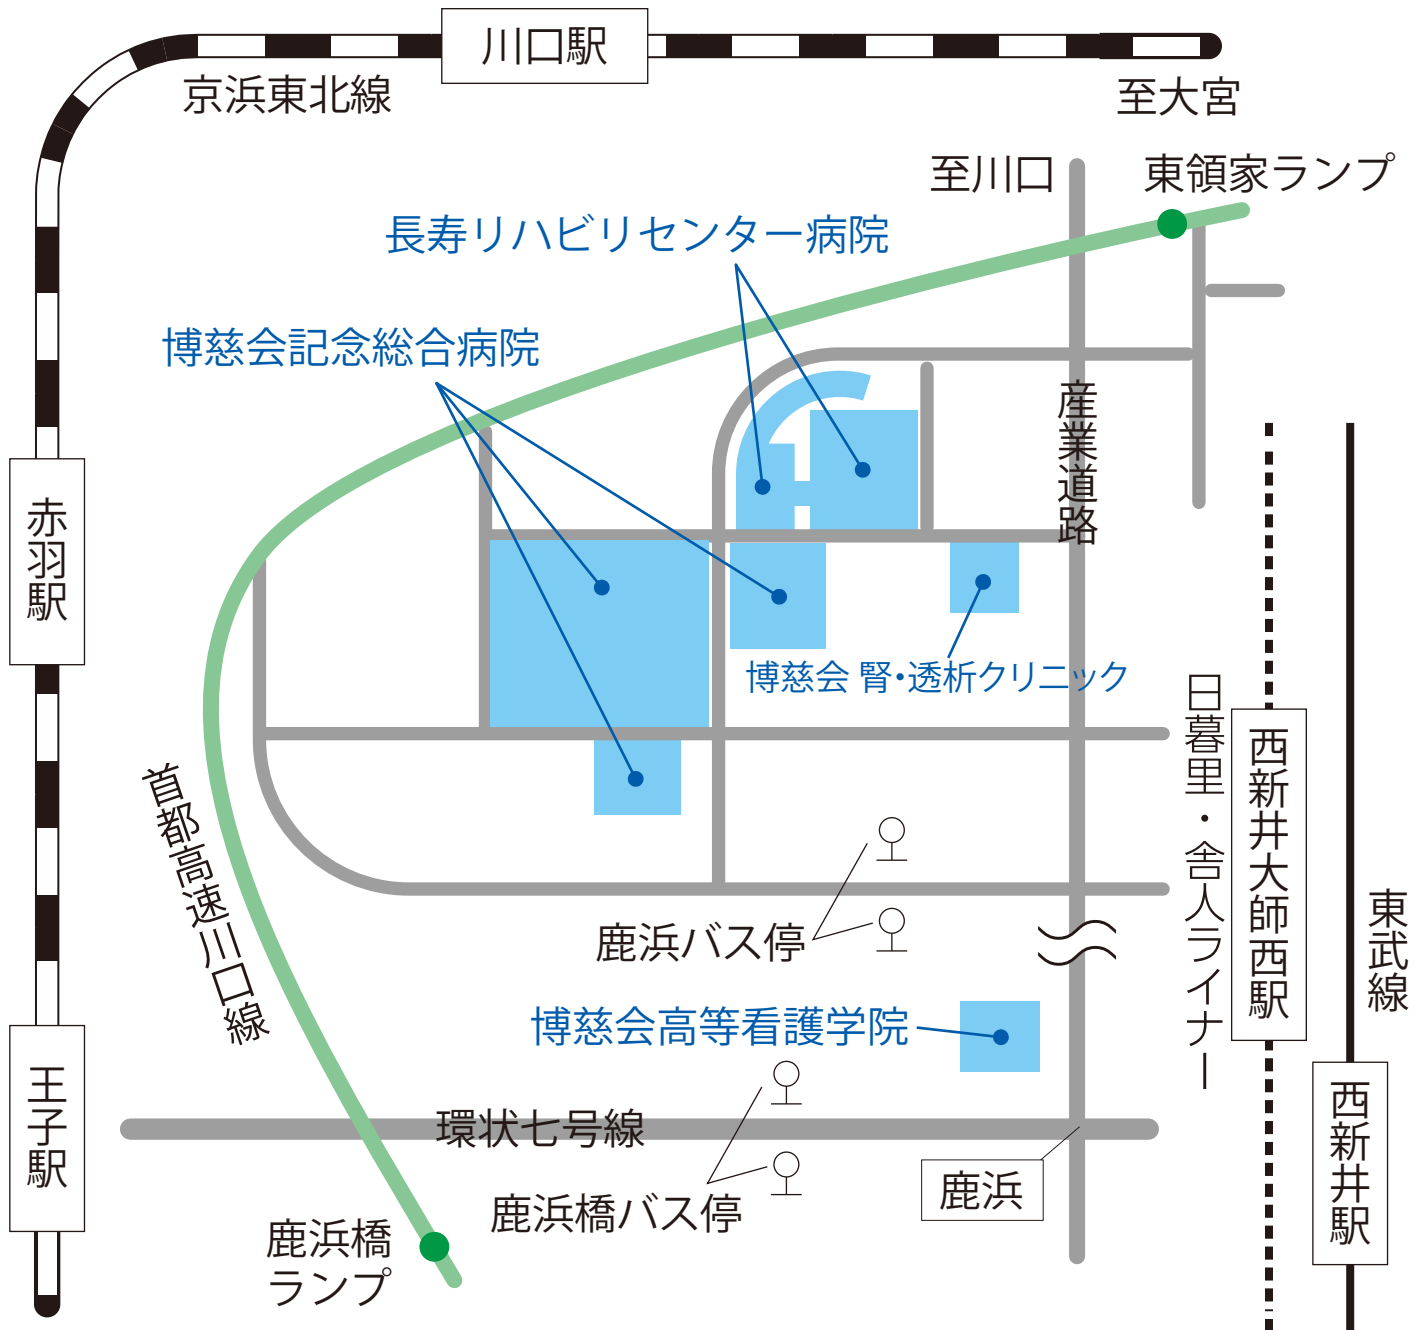 川口駅
京浜東北線
至大宮
至川口
東領家ランプ
長寿リハビリセンター病院
博慈会記念総合病院
産業道路
赤羽駅
博慈会 腎・透析クリニック
日暮里・舎人ライナー
西新井大師西駅
首都高速川口線
東武線
鹿浜バス停
博慈会高等看護学院
王子駅
環状七号線
西新井駅
鹿浜
鹿浜橋バス停
鹿浜橋
ランプ